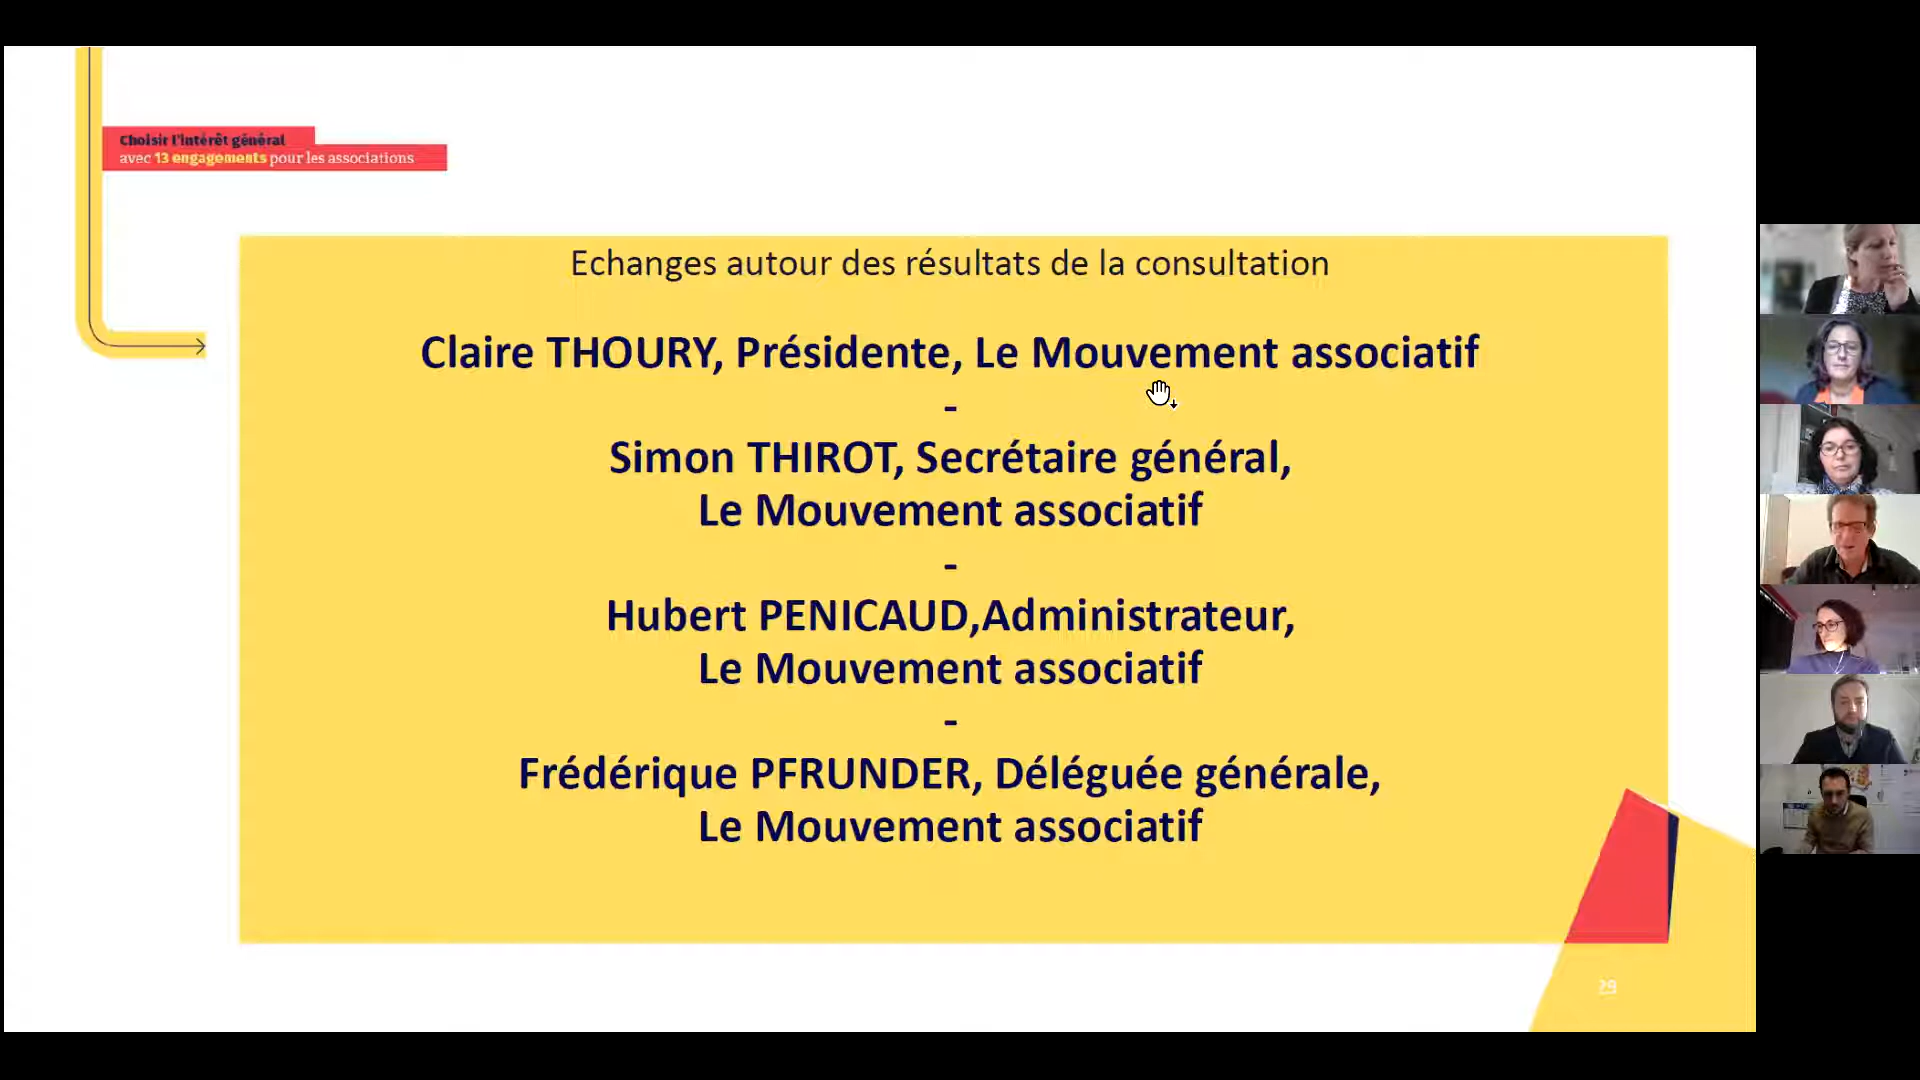 Choisir l'intérêt général
avec 13 engagements pour les associations
Echanges autour des résultats de la consultation
Claire THOURY, Présidente, Le Mouvement associatif
-
Simon THIROT, Secrétaire général,
Le Mouvement associatif
-
Hubert PENICAUD,Administrateur,
Le Mouvement associatif
-
Frédérique PFRUNDER, Déléguée générale,
Le Mouvement associatif
29